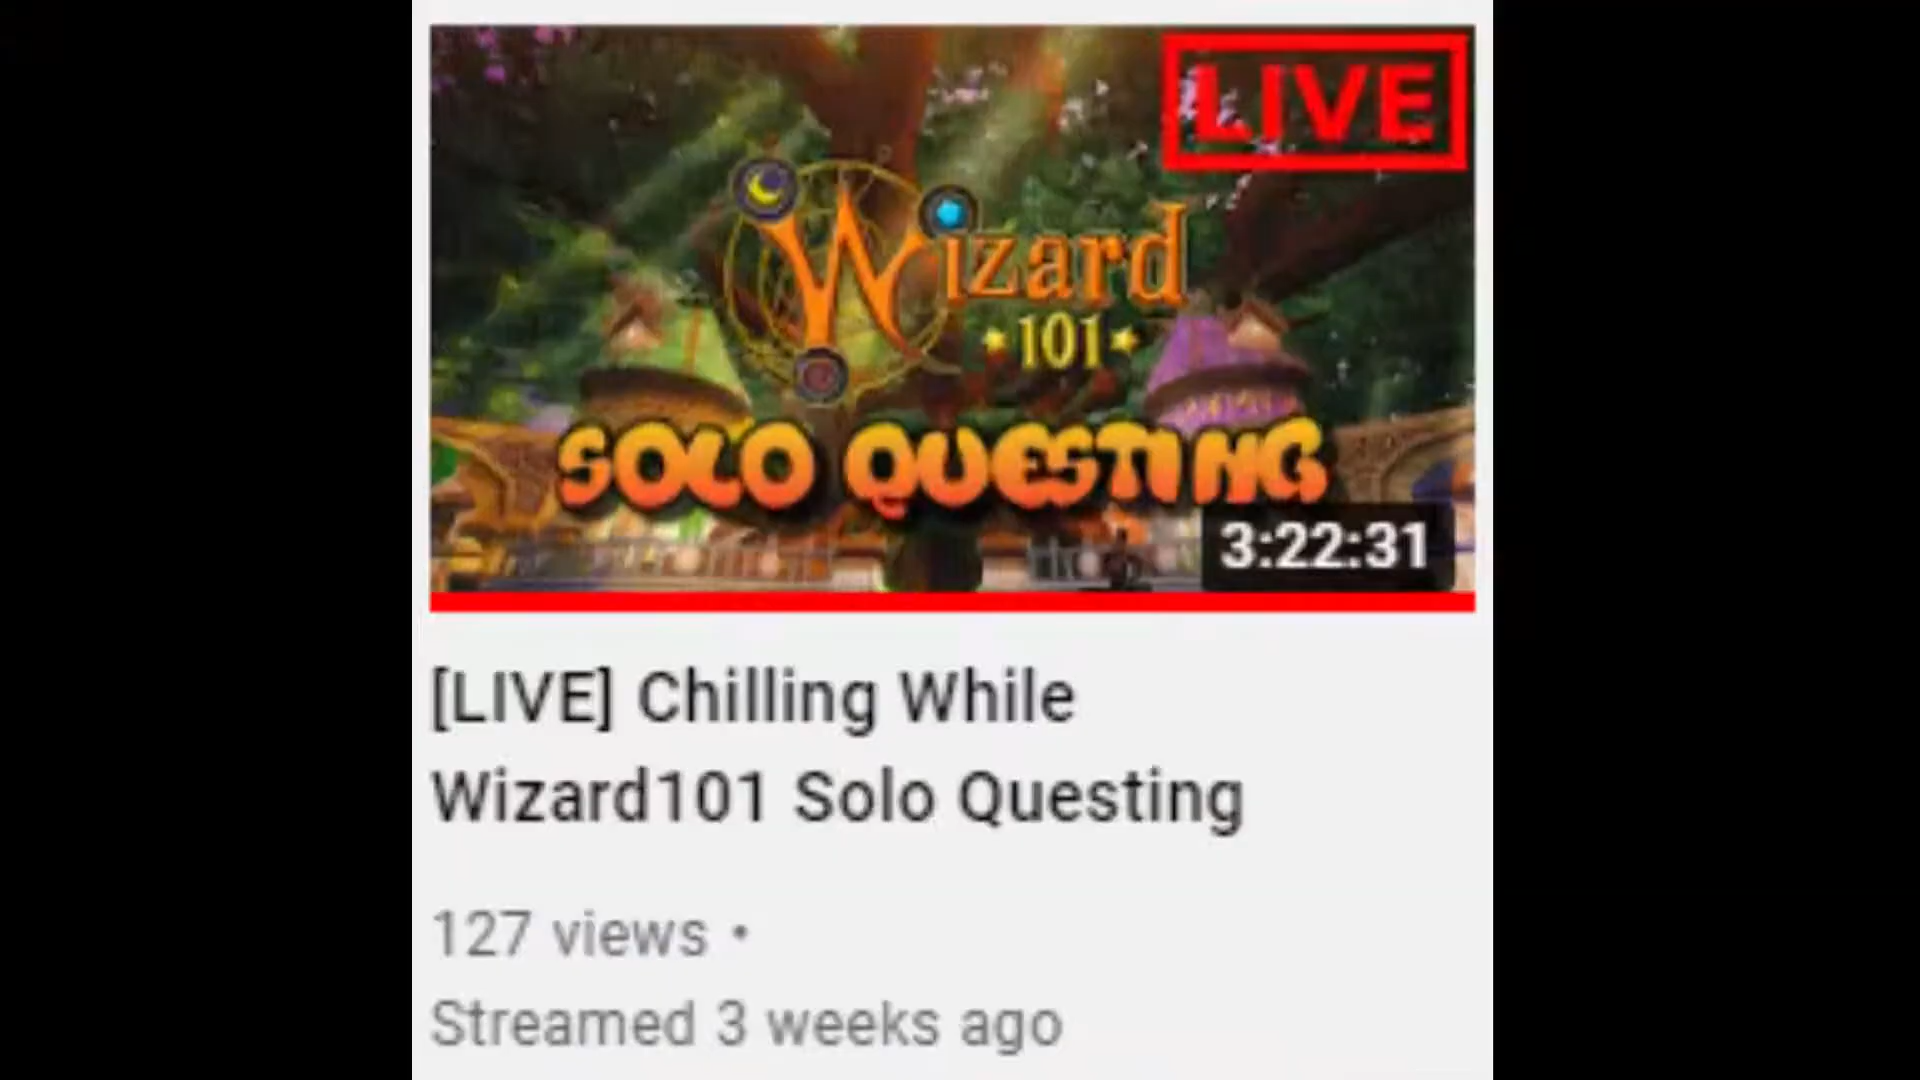 LIVE
Wizard
101
SOLO QUESTING
3:22:31
[LIVE] Chilling While
Wizard101 Solo Questing
127 views •
Streamed 3 weeks ago